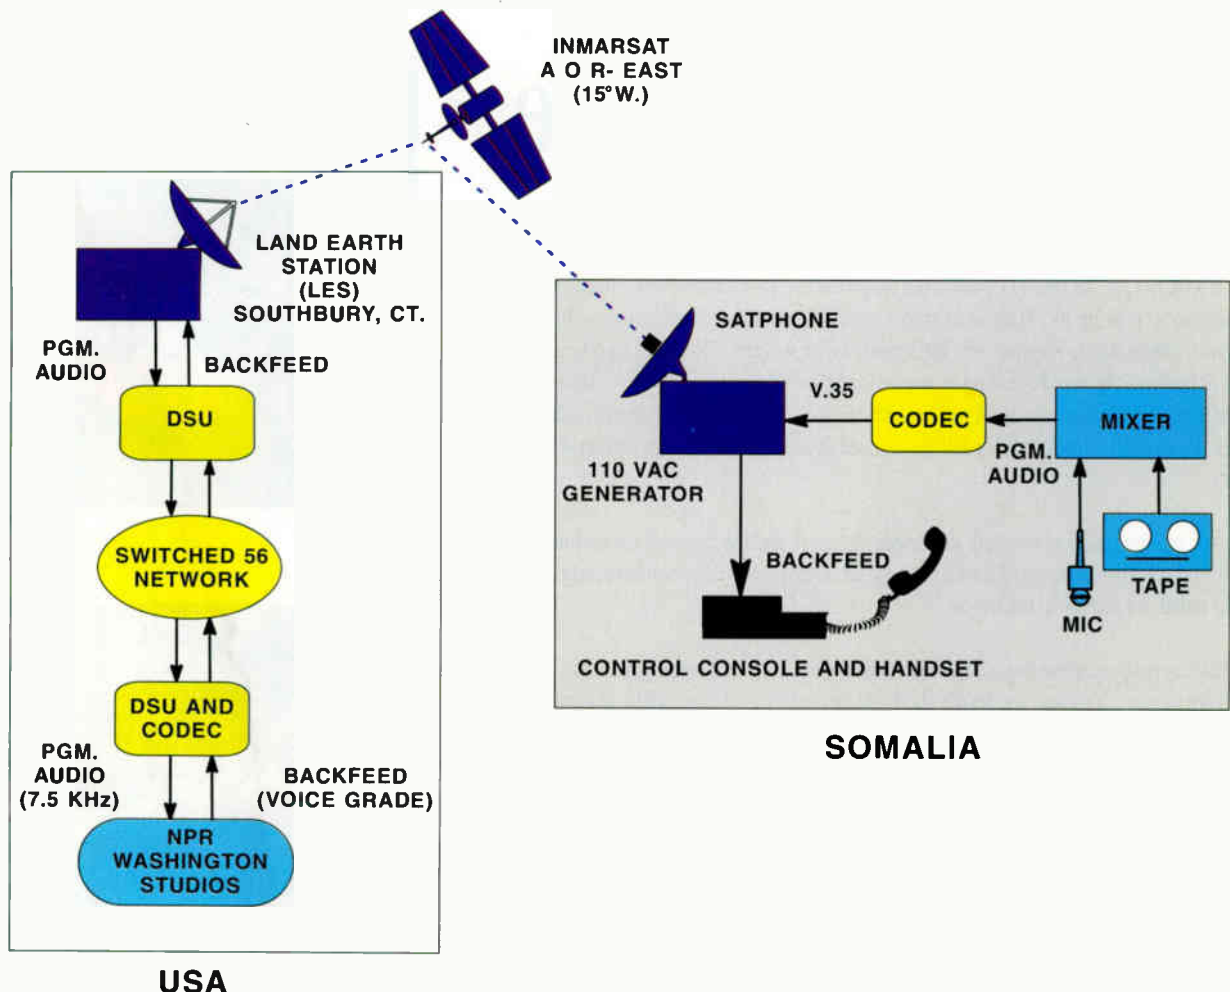 INMARSAT
A O R- EAST
(15°W.)
LAND EARTH
STATION
(LES)
SOUTHBURY, CT.
PGM.
AUDIO
BACKFEED
DSU
SWITCHED 56
NETWORK
DSU AND
CODEC
PGM.
AUDIO
(7.5 KHz)
BACKFEED
(VOICE GRADE)
NPR
WASHINGTON
STUDIOS
USA
SATPHONE
V.35
CODEC
MIXER
110 VAC
GENERATOR
PGM.
AUDIO
BACKFEED
TAPE
MIC
CONTROL CONSOLE AND HANDSET
SOMALIA